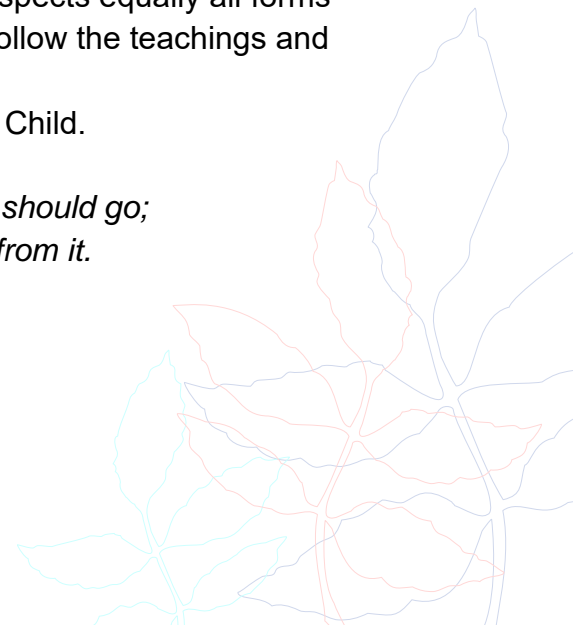 spects equally all forms
ollow the teachings and
Child.
should go;
from it.